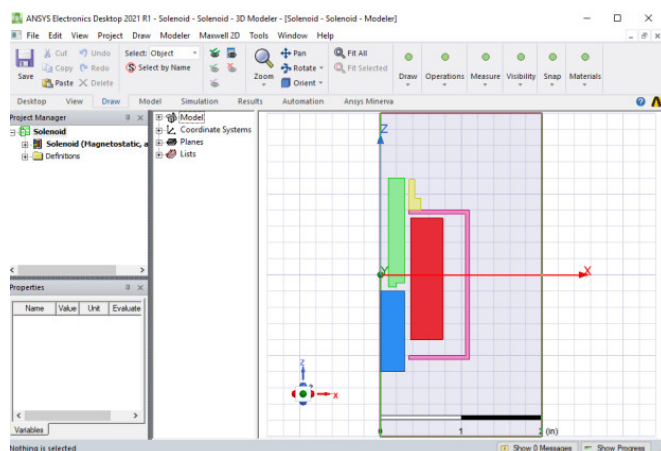 ANSYS Electronics Desktop 2021 R1 - Solenoid - Solenoid - 3D Modeler - [Solenoid - Solenoid - Modeler]
File Edit View Project Draw Modeler Maxwell 2D Tools Window Help
Save
Cut Undo
Copy Redo
Paste Delete
Select: Object
Select by Name
Zoom
Pan
Rotate
Orient
Fit All
Fit Selected
Draw Operations Measure Visibility Snap Materials
Desktop View Draw Model Simulation Results Automation Ansys Minerva
Project Manager
Solenoid
Solenoid (Magnetostatic, a
Definitions
Model
Coordinate Systems
Planes
Lists
Properties
Name Value Unit Evaluate
Variables
Z
Y
X
Z
X
0 1 2 (in)
Nothing is selected
Show 0 Messages Show Progress